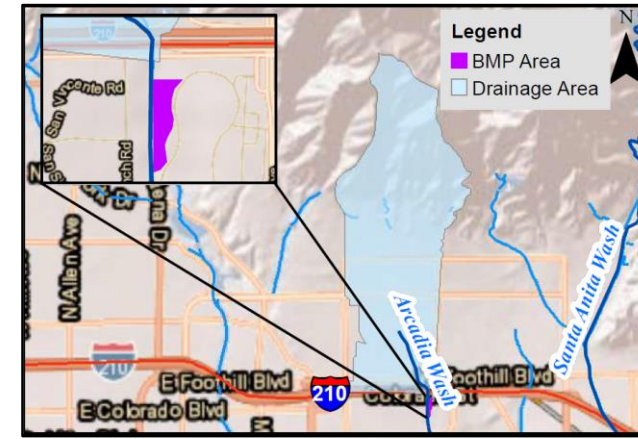 N
Legend
BMP Area
Drainage Area
210
San Vicente Rd
N Allen Ave
Arcadia Wash
Santa Anita Wash
210
E Foothill Blvd
210
E Colorado Blvd